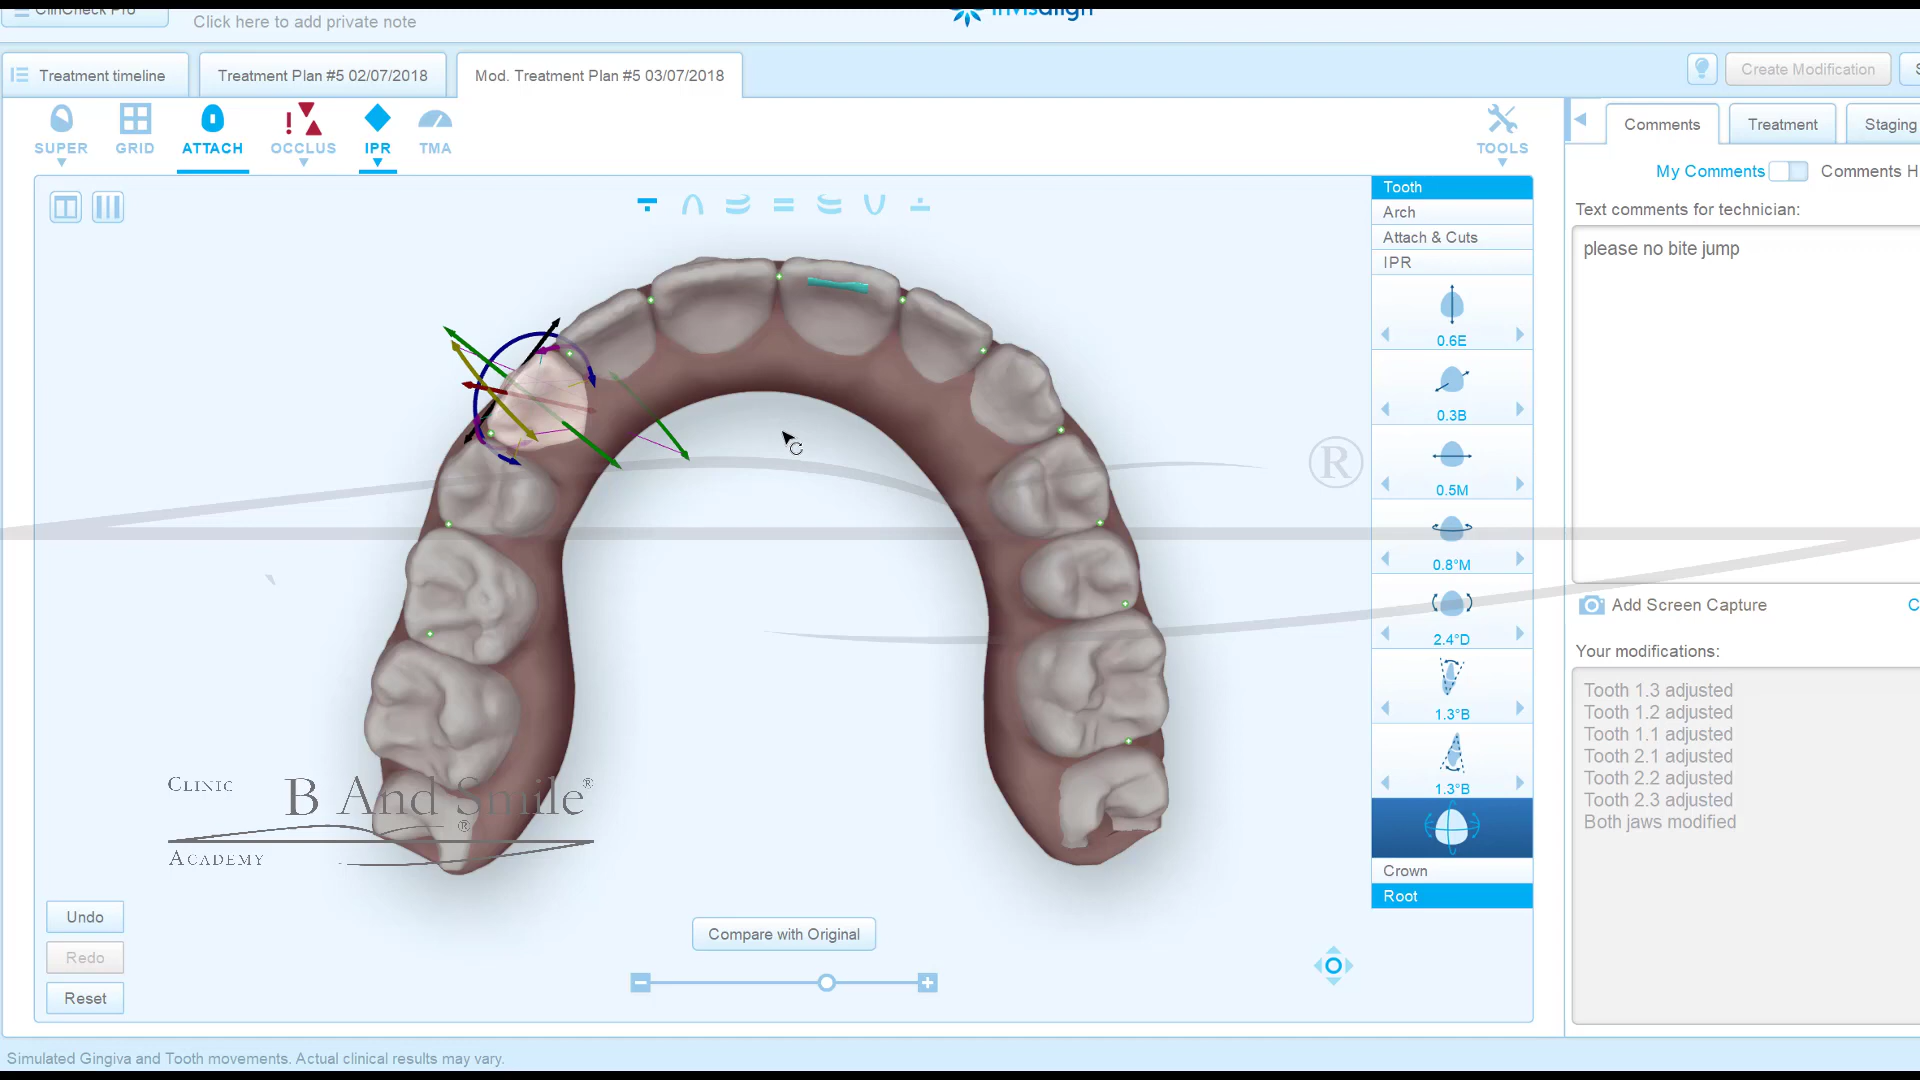 ClinCheck Pro
Click here to add private note
invisalign
Treatment timeline
Treatment Plan #5 02/07/2018
Mod. Treatment Plan #5 03/07/2018
Create Modification
SUPER
GRID
ATTACH
OCCLUS
IPR
TMA
TOOLS
Comments
Treatment
Staging
My Comments
Comments H
Text comments for technician:
please no bite jump
Tooth
Arch
Attach & Cuts
IPR
0.6E
0.3B
0.5M
0.8°M
2.4°D
1.3°B
1.3°B
Crown
Root
®
Add Screen Capture
C
Your modifications:
Tooth 1.3 adjusted
Tooth 1.2 adjusted
Tooth 1.1 adjusted
Tooth 2.1 adjusted
Tooth 2.2 adjusted
Tooth 2.3 adjusted
Both jaws modified
CLINIC B AND SMILE®
®
ACADEMY
Undo
Redo
Reset
Compare with Original
Simulated Gingiva and Tooth movements. Actual clinical results may vary.